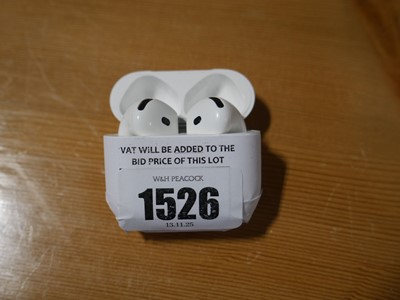 VAT WILL BE ADDED TO THE
BID PRICE OF THIS LOT
W&H PEACOCK
1526
13.11.25